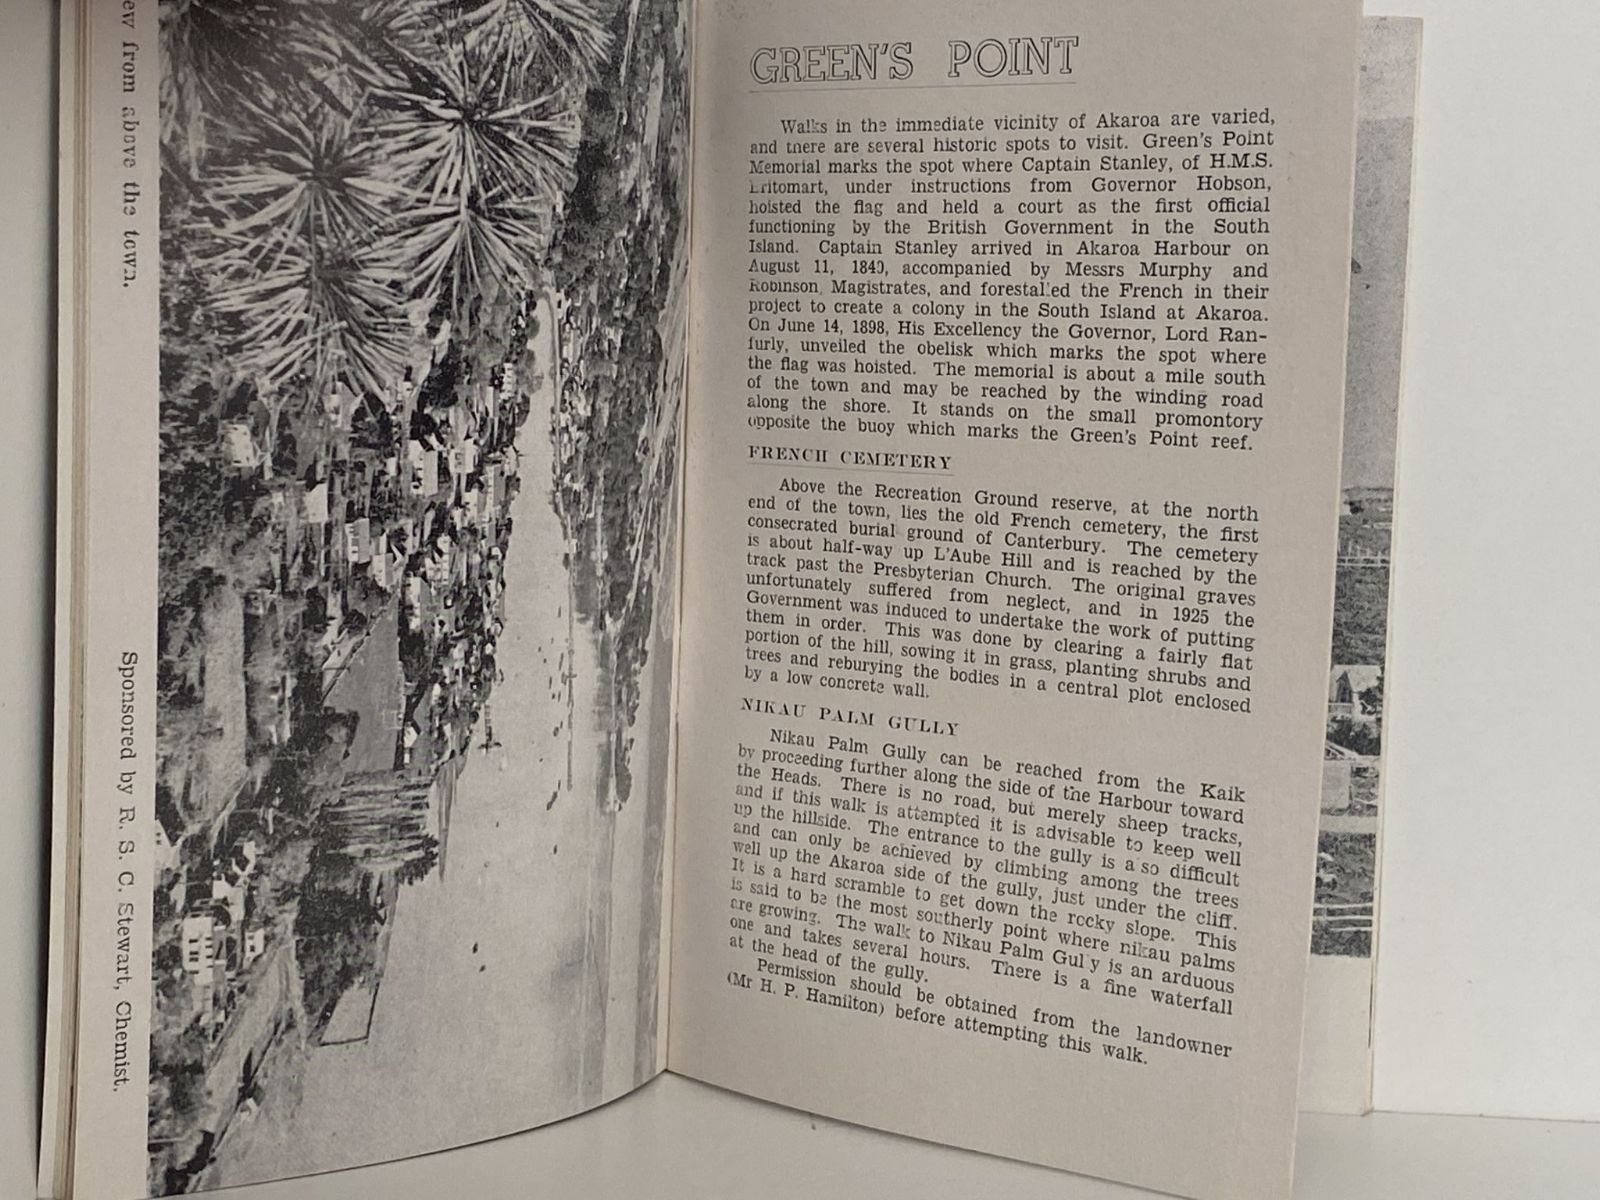 ew from above the town.
Sponsored by R. S. C. Stewart, Chemist.
GREEN'S POINT
Walks in the immediate vicinity of Akaroa are varied,
and there are several historic spots to visit. Green's Point
Memorial marks the spot where Captain Stanley, of H.M.S.
Britomart, under instructions from Governor Hobson,
hoisted the flag and held a court as the first official
functioning by the British Government in the South
Island. Captain Stanley arrived in Akaroa Harbour on
August 11, 1840, accompanied by Messrs Murphy and
Robinson, Magistrates, and forestalled the French in their
project to create a colony in the South Island at Akaroa.
On June 14, 1898, His Excellency the Governor, Lord Ran-
furly, unveiled the obelisk which marks the spot where
the flag was hoisted. The memorial is about a mile south
of the town and may be reached by the winding road
along the shore. It stands on the small promontory
opposite the buoy which marks the Green's Point reef.
FRENCH CEMETERY
Above the Recreation Ground reserve, at the north
end of the town, lies the old French cemetery, the first
consecrated burial ground of Canterbury. The cemetery
is about half-way up L'Aube Hill and is reached by the
track past the Presbyterian Church. The original graves
unfortunately suffered from neglect, and in 1925 the
Government was induced to undertake the work of putting
them in order. This was done by clearing a fairly flat
portion of the hill, sowing it in grass, planting shrubs and
trees and reburying the bodies in a central plot enclosed
by a low concrete wall.
NIKAU PALM GULLY
Nikau Palm Gully can be reached from the Kaik
by proceeding further along the side of the Harbour toward
the Heads. There is no road, but merely sheep tracks,
and if this walk is attempted it is advisable to keep well
up the hillside. The entrance to the gully is also difficult
and can only be achieved by climbing among the trees
well up the Akaroa side of the gully, just under the cliff.
It is a hard scramble to get down the rocky slope. This
is said to be the most southerly point where nikau palms
are growing. The walk to Nikau Palm Gully is an arduous
one and takes several hours. There is a fine waterfall
at the head of the gully.
Permission should be obtained from the landowner
(Mr H. P. Hamilton) before attempting this walk.